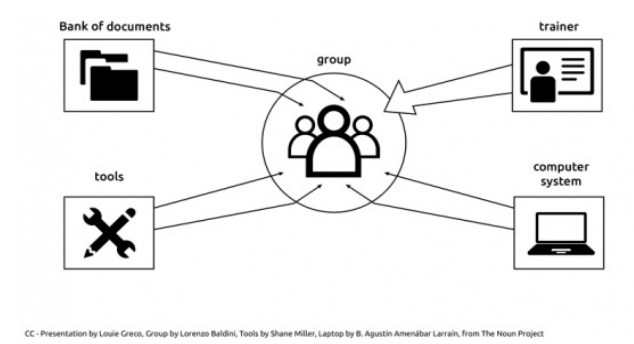 Bank of documents
trainer
group
tools
computer
system
CC - Presentation by Louie Greco, Group by Lorenzo Baldini, Tools by Shane Miller, Laptop by B. Agustín Amenábar Larraín, from The Noun Project